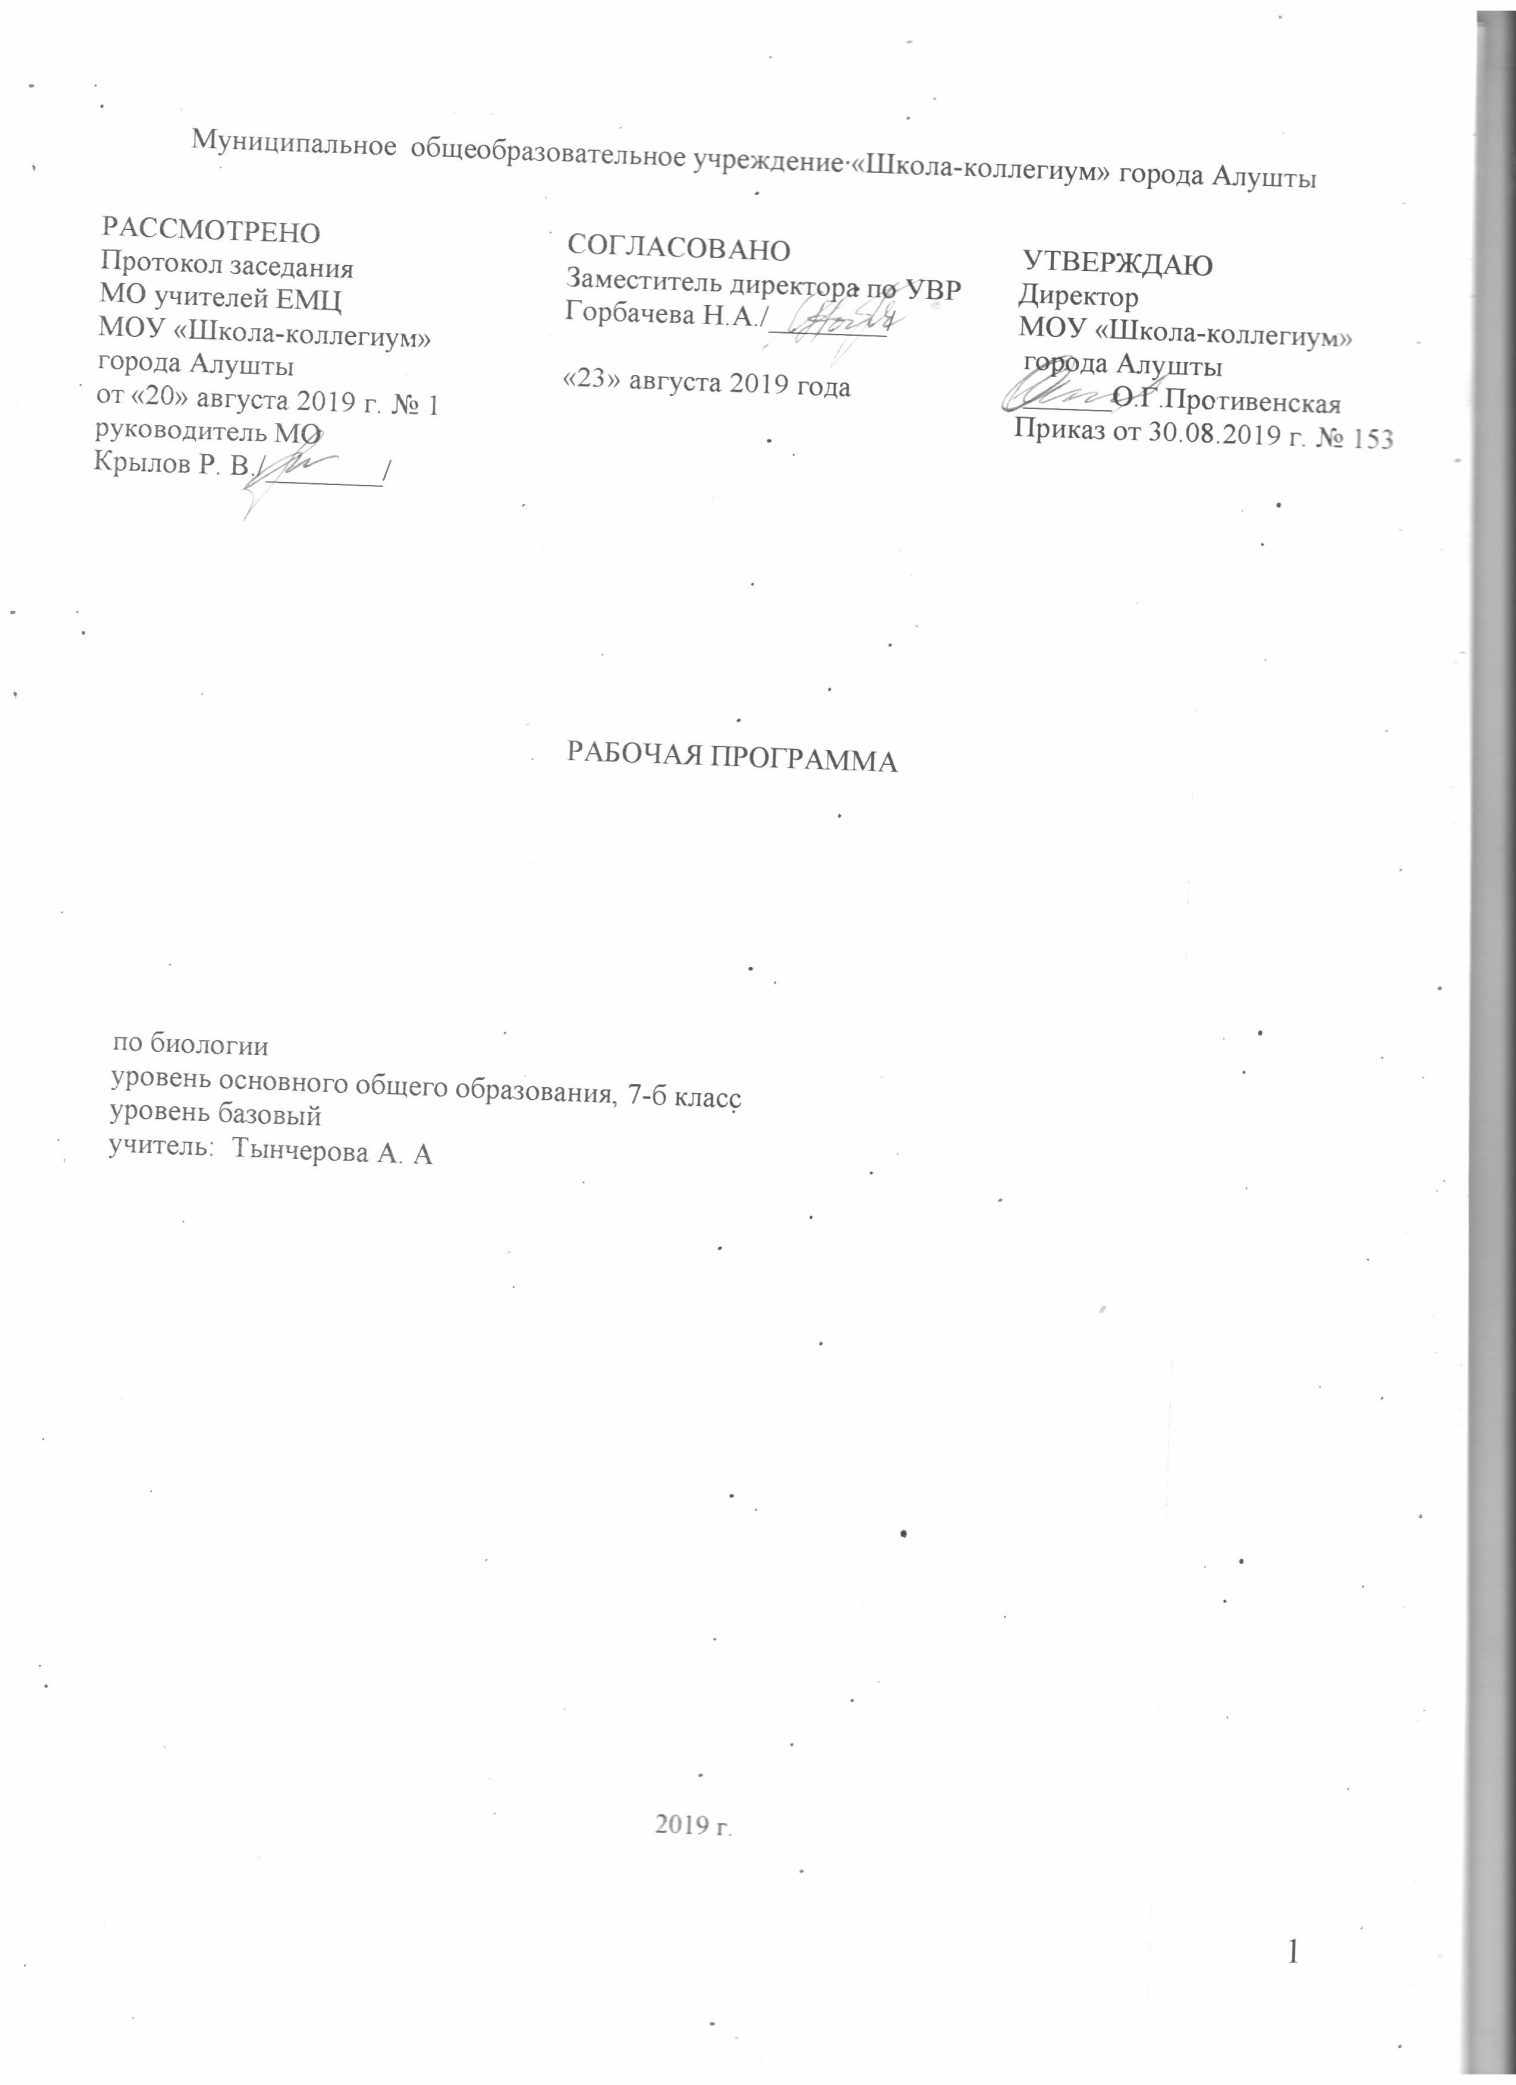 Муниципальное общеобразовательное учреждение «Школа-коллегиум» города Алушты
РАССМОТРЕНО
Протокол заседания
МО учителей ЕМЦ
МОУ «Школа-коллегиум»
города Алушты
от «20» августа 2019 г. № 1
руководитель МО
Крылов Р. В./________/
СОГЛАСОВАНО
Заместитель директора по УВР
Горбачева Н.А./________/
«23» августа 2019 года
УТВЕРЖДАЮ
Директор
МОУ «Школа-коллегиум»
города Алушты
______О.Г.Противенская
Приказ от 30.08.2019 г. № 153
РАБОЧАЯ ПРОГРАММА
по биологии
уровень основного общего образования, 7-б класс
уровень базовый
учитель: Тынчерова А. А
2019 г.
1